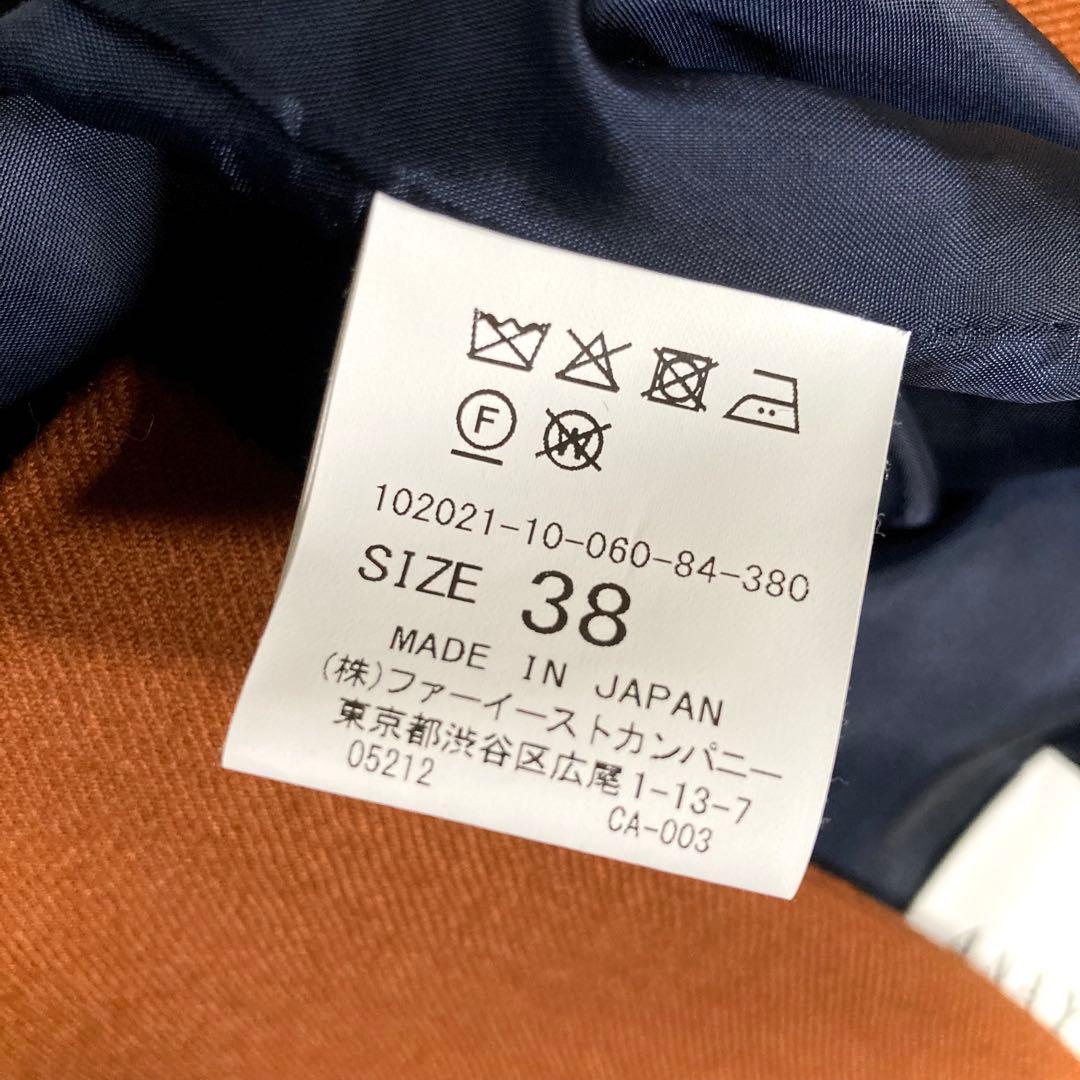 F W
102021-10-060-84-380
SIZE 38
MADE IN JAPAN
(株)ファーイーストカンパニー
東京都渋谷区広尾1-13-7
05212
CA-003